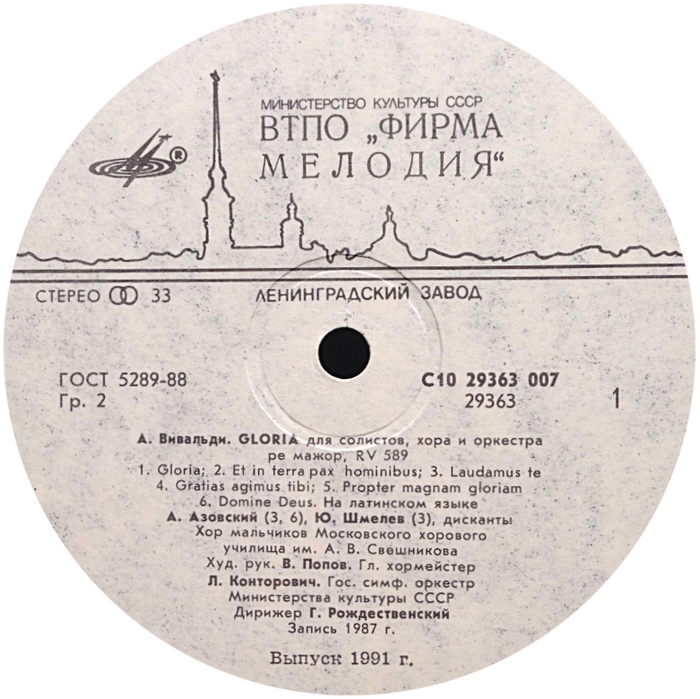 МИНИСТЕРСТВО КУЛЬТУРЫ СССР
ВТПО „ФИРМА
МЕЛОДИЯ“
®
СТЕРЕО 33
ЛЕНИНГРАДСКИЙ ЗАВОД
ГОСТ 5289-88
Гр. 2
С10 29363 007
29363
1
А. Вивальди. GLORIA для солистов, хора и оркестра
ре мажор, RV 589
1. Gloria; 2. Et in terra pax hominibus; 3. Laudamus te
4. Gratias agimus tibi; 5. Propter magnam gloriam
6. Domine Deus. На латинском языке
А. Азовский (3, 6), Ю. Шмелев (3), дисканты
Хор мальчиков Московского хорового
училища им. А. В. Свешникова
Худ. рук. В. Попов. Гл. хормейстер
Л. Конторович. Гос. симф. оркестр
Министерства культуры СССР
Дирижер Г. Рождественский
Запись 1987 г.
Выпуск 1991 г.